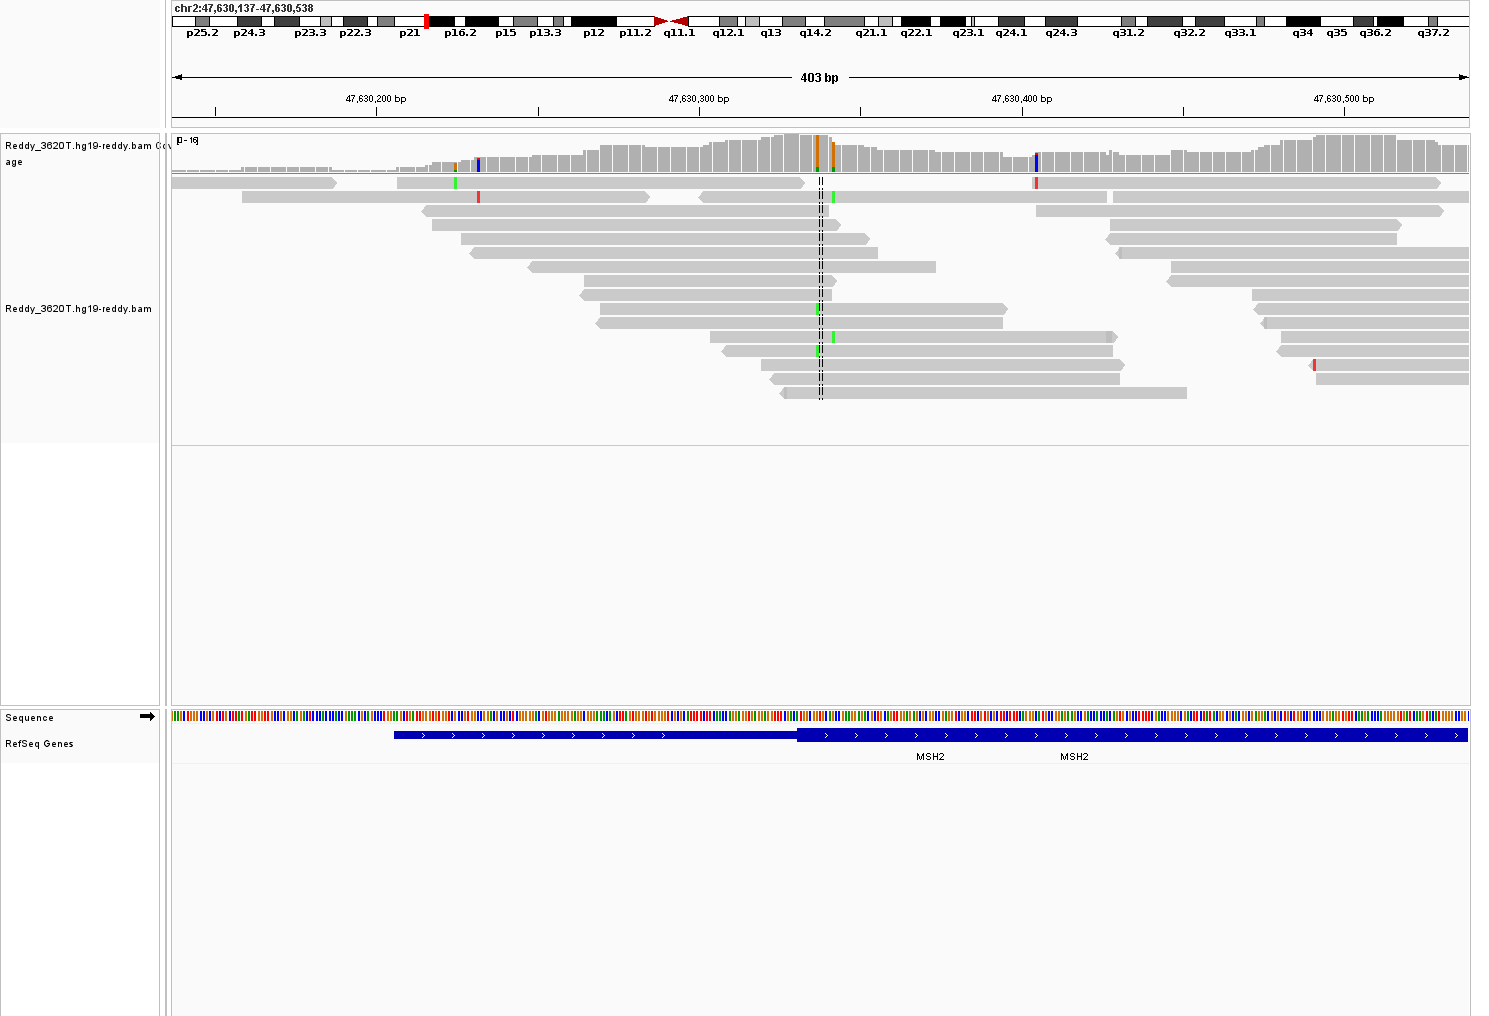 chr2:47,630,137-47,630,538
p25.2 p24.3 p23.3 p22.3 p21 p16.2 p15 p13.3 p12 p11.2 q11.1 q12.1 q13 q14.2 q21.1 q22.1 q23.1 q24.1 q24.3 q31.2 q32.2 q33.1 q34 q35 q36.2 q37.2
403 bp
47,630,200 bp 47,630,300 bp 47,630,400 bp 47,630,500 bp
Reddy_3620T.hg19-reddy.bam Cov
age
[0 - 16]
Reddy_3620T.hg19-reddy.bam
Sequence
RefSeq Genes
MSH2 MSH2